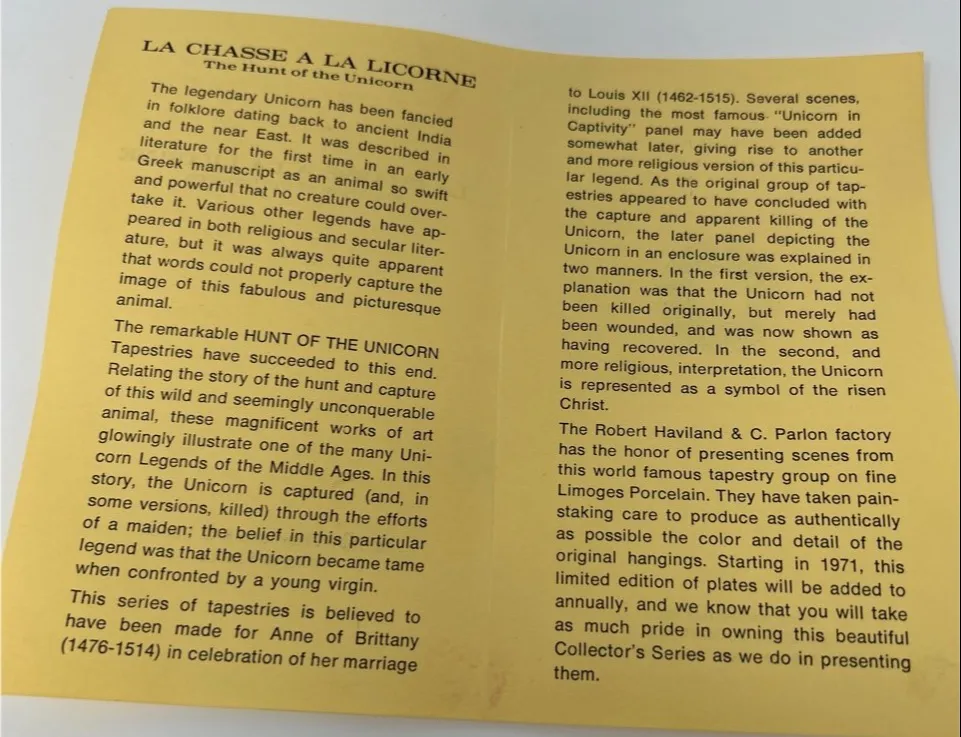 LA CHASSE A LA LICORNE
The Hunt of the Unicorn
The legendary Unicorn has been fancied
in folklore dating back to ancient India
and the near East. It was described in
literature for the first time in an early
Greek manuscript as an animal so swift
and powerful that no creature could over-
take it. Various other legends have ap-
peared in both religious and secular liter-
ature, but it was always quite apparent
that words could not properly capture the
image of this fabulous and picturesque
animal.
The remarkable HUNT OF THE UNICORN
Tapestries have succeeded to this end.
Relating the story of the hunt and capture
of this wild and seemingly unconquerable
animal, these magnificent works of art
glowingly illustrate one of the many Uni-
corn Legends of the Middle Ages. In this
story, the Unicorn is captured (and, in
some versions, killed) through the efforts
of a maiden; the belief in this particular
legend was that the Unicorn became tame
when confronted by a young virgin.
This series of tapestries is believed to
have been made for Anne of Brittany
(1476-1514) in celebration of her marriage
to Louis XII (1462-1515). Several scenes,
including the most famous "Unicorn in
Captivity" panel may have been added
somewhat later, giving rise to another
and more religious version of this particu-
lar legend. As the original group of tap-
estries appeared to have concluded with
the capture and apparent killing of the
Unicorn, the later panel depicting the
Unicorn in an enclosure was explained in
two manners. In the first version, the ex-
planation was that the Unicorn had not
been killed originally, but merely had
been wounded, and was now shown as
having recovered. In the second, and
more religious, interpretation, the Unicorn
is represented as a symbol of the risen
Christ.
The Robert Haviland & C. Parlon factory
has the honor of presenting scenes from
this world famous tapestry group on fine
Limoges Porcelain. They have taken pain-
staking care to produce as authentically
as possible the color and detail of the
original hangings. Starting in 1971, this
limited edition of plates will be added to
annually, and we know that you will take
as much pride in owning this beautiful
Collector's Series as we do in presenting
them.